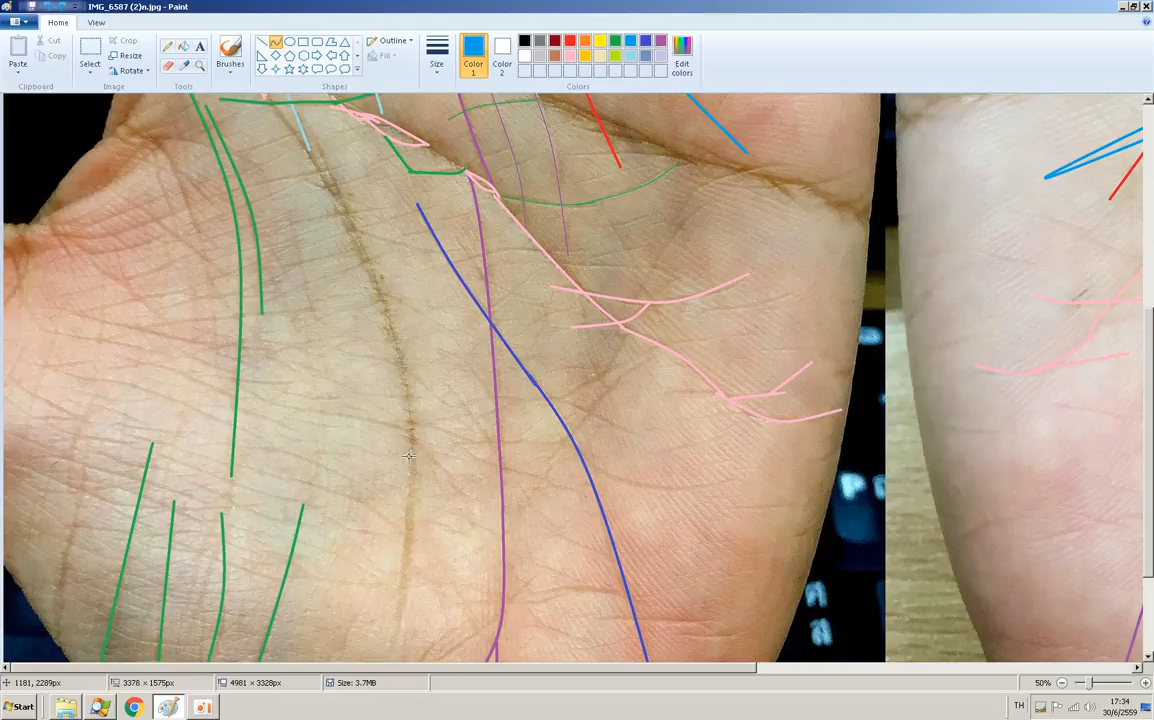 IMG_6587 (2)n.jpg - Paint
Home
View
Paste
Cut
Copy
Clipboard
Select
Crop
Resize
Rotate
Image
A
Tools
Brushes
Outline
Fill
Shapes
Size
Color
1
Color
2
Edit
colors
Colors
1181, 2289px
3378 × 1575px
4981 × 3328px
Size: 3.7MB
50%
Start
TH
17:34
30/6/2559